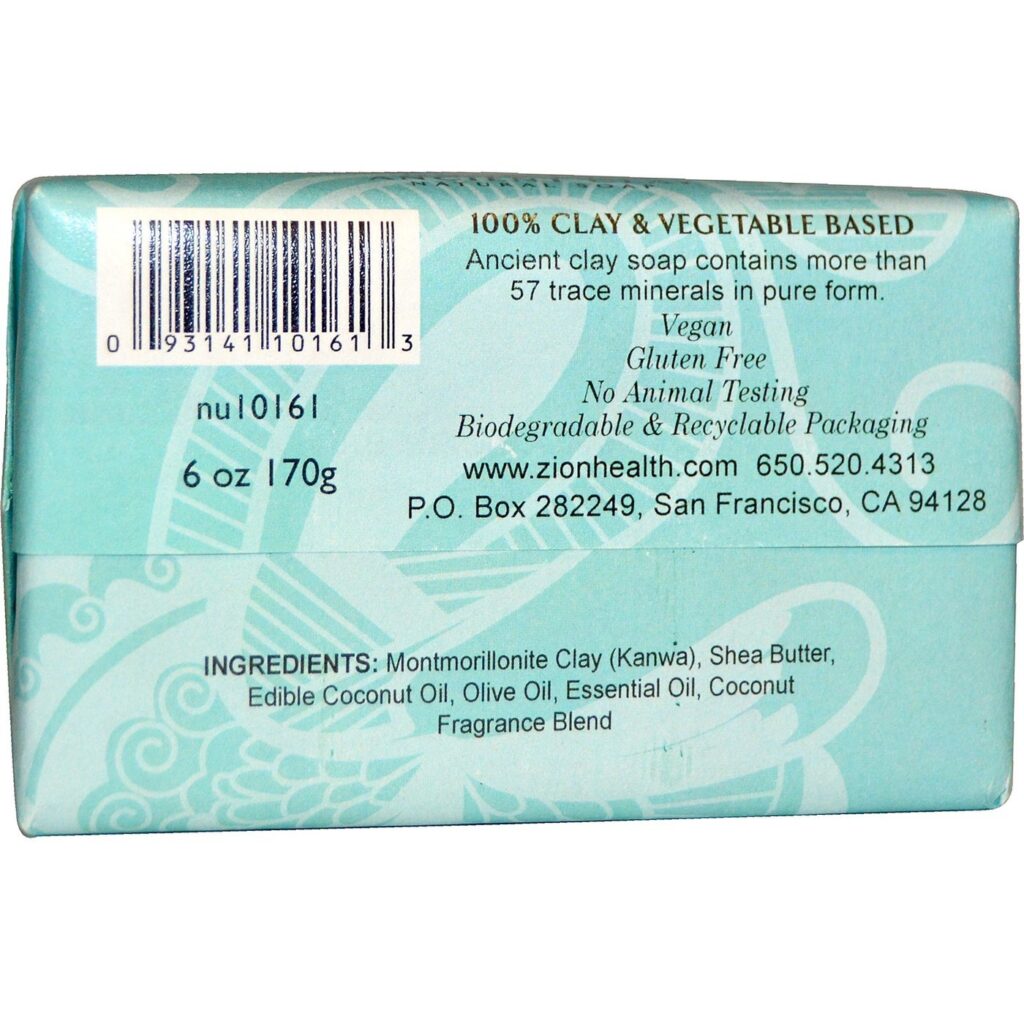 NATURAL SOAP
0 93141 10161 3
nu10161
6 oz 170g
100% CLAY & VEGETABLE BASED
Ancient clay soap contains more than
57 trace minerals in pure form.
Vegan
Gluten Free
No Animal Testing
Biodegradable & Recyclable Packaging
www.zionhealth.com 650.520.4313
P.O. Box 282249, San Francisco, CA 94128
INGREDIENTS: Montmorillonite Clay (Kanwa), Shea Butter,
Edible Coconut Oil, Olive Oil, Essential Oil, Coconut
Fragrance Blend